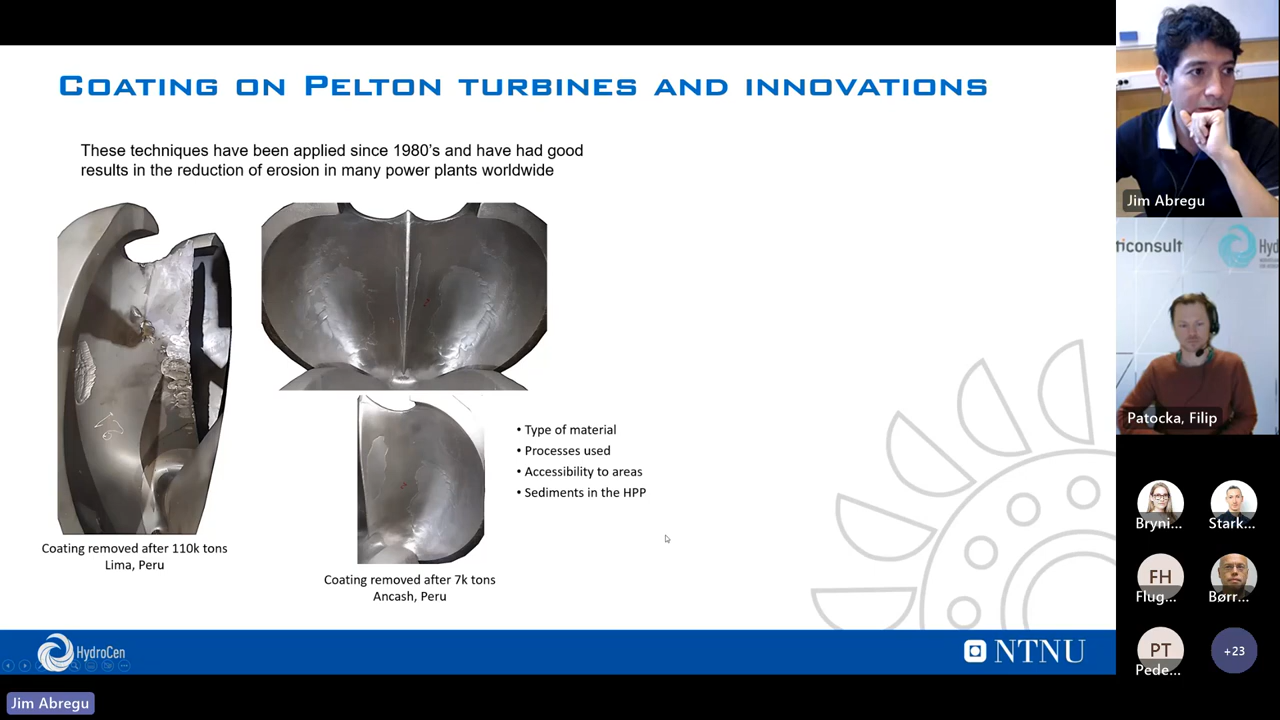 COATING ON PELTON TURBINES AND INNOVATIONS
These techniques have been applied since 1980's and have had good
results in the reduction of erosion in many power plants worldwide
• Type of material
• Processes used
• Accessibility to areas
• Sediments in the HPP
Coating removed after 110k tons
Lima, Peru
Coating removed after 7k tons
Ancash, Peru
HydroCen
NTNU
Jim Abregu
Jim Abregu
ticonsult
Hyd
Patocka, Filip
Bryni...
Stark...
FH
Flug...
Børr...
PT
Pede...
+23